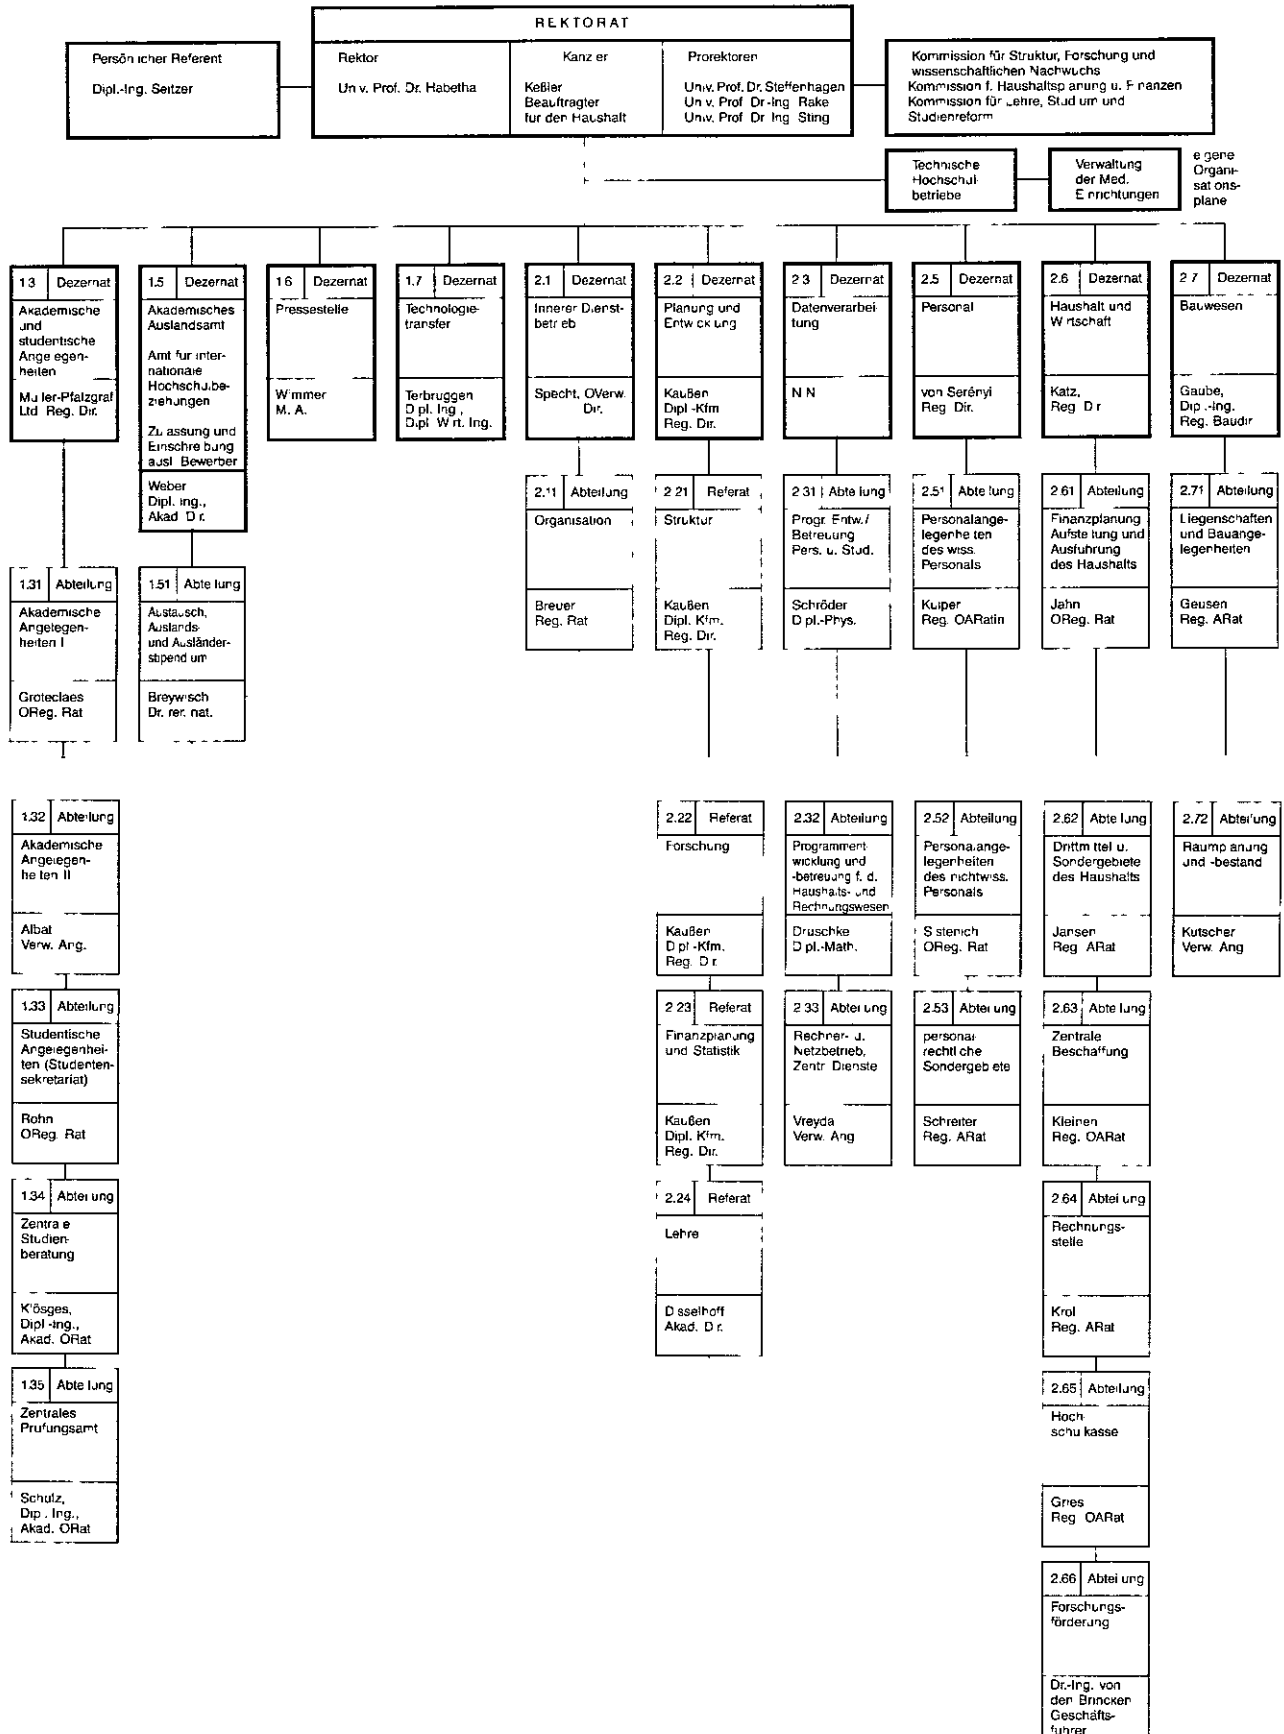 REKTORAT
Persönlicher Referent
Dipl.-Ing. Seitzer
Rektor
Univ. Prof. Dr. Habetha
Kanzler
Keßler
Beauftragter
für den Haushalt
Prorektoren
Univ. Prof. Dr. Steffenhagen
Univ. Prof. Dr.-Ing. Rake
Univ. Prof. Dr. Ing. Sting
Kommission für Struktur, Forschung und
wissenschaftlichen Nachwuchs
Kommission f. Haushaltsplanung u. Finanzen
Kommission für Lehre, Studium und
Studienreform
Technische
Hochschul-
betriebe
Verwaltung
der Med.
Einrichtungen
eigene
Organi-
sations-
pläne
1.3 Dezernat
Akademische
und
studentische
Angelegen-
heiten
Müller-Pfalzgraf
Ltd. Reg. Dir.
1.5 Dezernat
Akademisches
Auslandsamt
Amt für inter-
nationale
Hochschulbe-
ziehungen
Zulassung und
Einschreibung
ausl. Bewerber
Weber
Dipl. Ing.,
Akad. Dir.
1.6 Dezernat
Pressestelle
Wimmer
M. A.
1.7 Dezernat
Technologie-
transfer
Terbruggen
Dipl. Ing.,
Dipl. Wirt. Ing.
2.1 Dezernat
Innerer Dienst-
betrieb
Specht, OVerw.
Dir.
2.2 Dezernat
Planung und
Entwicklung
Kaußen
Dipl.-Kfm.
Reg. Dir.
2.3 Dezernat
Datenverarbei-
tung
N.N.
2.5 Dezernat
Personal
von Serényi
Reg. Dir.
2.6 Dezernat
Haushalt und
Wirtschaft
Katz,
Reg. Dir.
2.7 Dezernat
Bauwesen
Gaube,
Dipl.-Ing.
Reg. Baudir.
2.11 Abteilung
Organisation
Breuer
Reg. Rat
2.21 Referat
Struktur
Kaußen
Dipl. Kfm.
Reg. Dir.
2.31 Abteilung
Progr. Entw./
Betreuung
Pers. u. Stud.
Schröder
Dipl.-Phys.
2.51 Abteilung
Personalange-
legenheiten
des wiss.
Personals
Kuiper
Reg. OARätin
2.61 Abteilung
Finanzplanung
Aufstellung und
Ausführung
des Haushalts
Jahn
OReg. Rat
2.71 Abteilung
Liegenschaften
und Bauange-
legenheiten
Geusen
Reg. ARat
1.31 Abteilung
Akademische
Angelegen-
heiten I
Groteclaes
OReg. Rat
1.51 Abteilung
Austausch,
Auslands-
und Ausländer-
stipendium
Breywisch
Dr. rer. nat.
1.32 Abteilung
Akademische
Angelegen-
heiten II
Albat
Verw. Ang.
2.22 Referat
Forschung
Kaußen
Dipl.-Kfm.
Reg. Dir.
2.32 Abteilung
Programment-
wicklung und
-betreuung f. d.
Haushalts- und
Rechnungswesen
Druschke
Dipl.-Math.
2.52 Abteilung
Personalange-
legenheiten
des nichtwiss.
Personals
Sistenich
OReg. Rat
2.62 Abteilung
Drittmittel u.
Sondergebiete
des Haushalts
Jansen
Reg. ARat
2.72 Abteilung
Raumplanung
und -bestand
Kutscher
Verw. Ang
1.33 Abteilung
Studentische
Angelegenhei-
ten (Studenten-
sekretariat)
Rohn
OReg. Rat
2.23 Referat
Finanzplanung
und Statistik
Kaußen
Dipl. Kfm.
Reg. Dir.
2.33 Abteilung
Rechner- u.
Netzbetrieb,
Zentr. Dienste
Vreyda
Verw. Ang
2.53 Abteilung
personal-
rechtliche
Sondergebiete
Schreiter
Reg. ARat
2.63 Abteilung
Zentrale
Beschaffung
Kleinen
Reg. OARat
1.34 Abteilung
Zentrale
Studien-
beratung
Klösges,
Dipl.-Ing.,
Akad. ORat
2.24 Referat
Lehre
Disselhoff
Akad. Dir.
2.64 Abteilung
Rechnungs-
stelle
Krol
Reg. ARat
1.35 Abteilung
Zentrales
Prüfungsamt
Schulz,
Dipl. Ing.,
Akad. ORat
2.65 Abteilung
Hoch-
schulkasse
Gries
Reg. OARat
2.66 Abteilung
Forschungs-
förderung
Dr.-Ing. von
den Brincken
Geschäfts-
führer